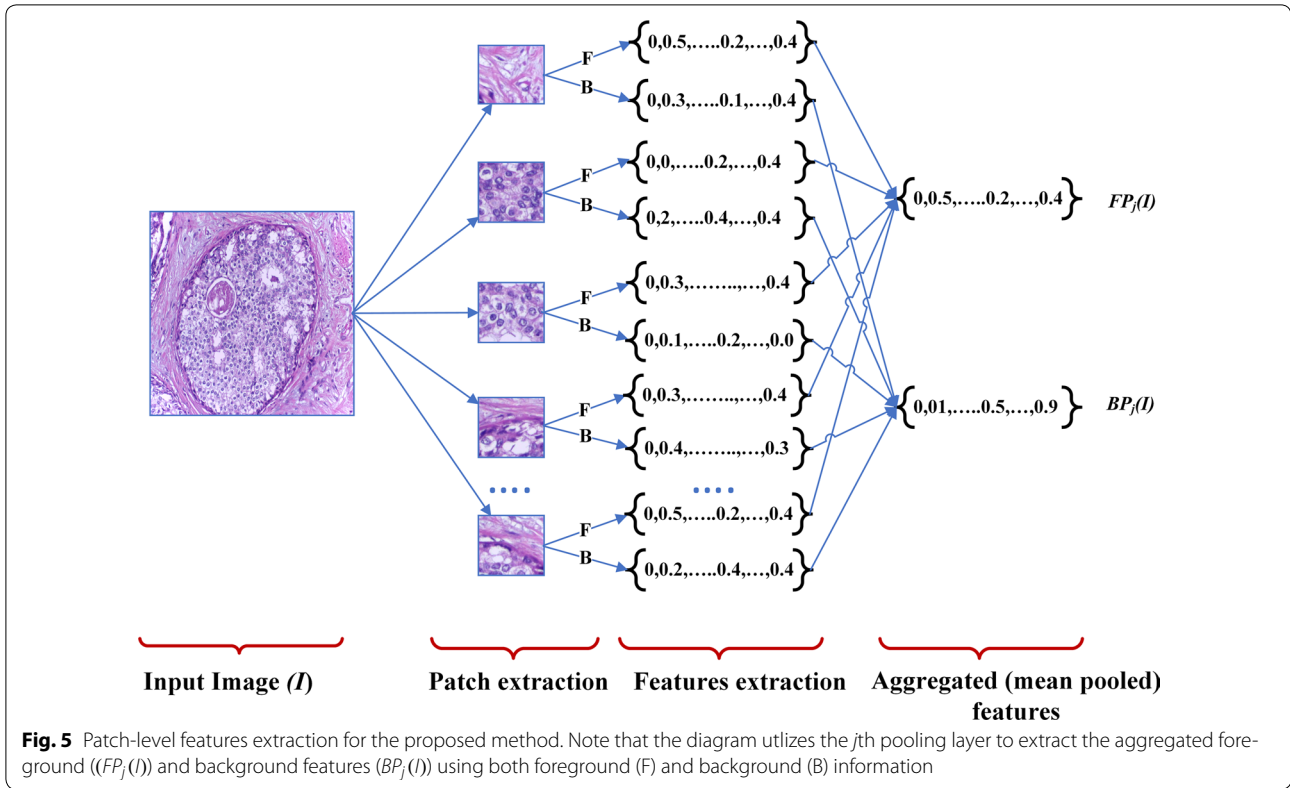 F
{0,0.5,.....0.2,...,0.4}
B
{0,0.3,.....0.1,...,0.4}
F
{0,0,.....0.2,...,0.4}
B
{0,2,.....0.4,...,0.4}
F
{0,0.3,........,...,0.4}
B
{0,0.1,.....0.2,...,0.0}
F
{0,0.3,........,...,0.4}
B
{0,0.4,........,...,0.3}
.... ....
F
{0,0.5,.....0.2,...,0.4}
B
{0,0.2,.....0.4,...,0.4}
{0,0.5,.....0.2,...,0.4} FPj(I)
{0,01,.....0.5,...,0.9} BPj(I)
Input Image (I)
Patch extraction
Features extraction
Aggregated (mean pooled)
features
Fig. 5 Patch-level features extraction for the proposed method. Note that the diagram utlizes the jth pooling layer to extract the aggregated fore-
ground ((FPj(I)) and background features (BPj(I)) using both foreground (F) and background (B) information